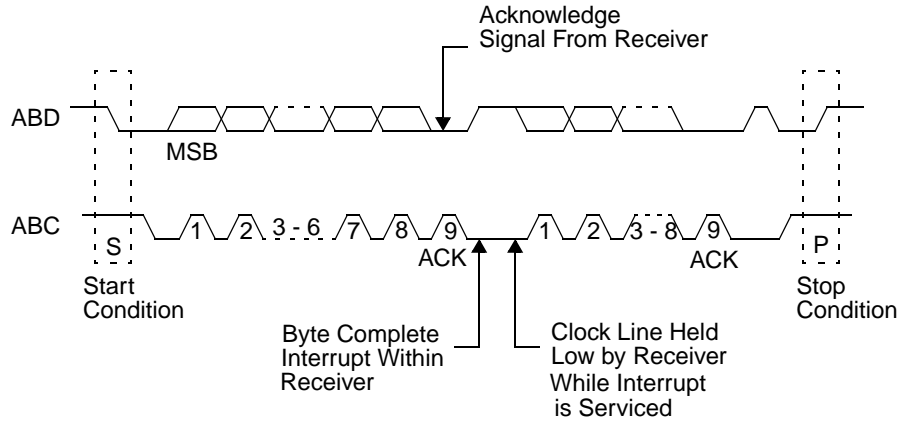 Acknowledge
Signal From Receiver
ABD
MSB
ABC
S
1
2
3 - 6
7
8
9
ACK
1
2
3 - 8
9
ACK
P
Start
Condition
Stop
Condition
Byte Complete
Interrupt Within
Receiver
Clock Line Held
Low by Receiver
While Interrupt
is Serviced